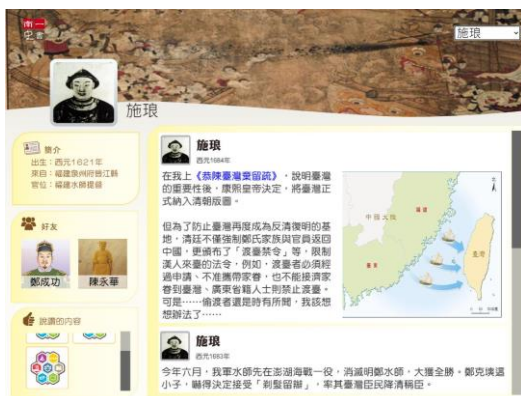 南一
史書
施琅
施琅
簡介
出生：西元1621年
來自：福建泉州府晉江縣
官位：福建水師提督
好友
鄭成功
陳永華
說讚的內容
施琅
西元1684年
在我上《恭陳臺灣棄留疏》，說明臺灣
的重要性後，康熙皇帝決定，將臺灣正
式納入清朝版圖。
但為了防止臺灣再度成為反清復明的基
地，清廷不僅強制鄭氏家族與官員返回
中國，更頒布了「渡臺禁令」等，限制
漢人來臺的法令，例如，渡臺者必須經
過申請、不准攜帶家眷，也不能接濟家
眷到臺灣、廣東省籍人士則禁止渡臺。
可是……偷渡者還是時有所聞，我該想
想辦法了……
中國大陸
福建
廣東
臺灣
北
施琅
西元1683年
今年六月，我軍水師先在澎湖海戰一役，消滅明鄭水師，大獲全勝。鄭克塽這
小子，嚇得決定接受「剃髮留辮」，率其臺灣臣民降清稱臣。